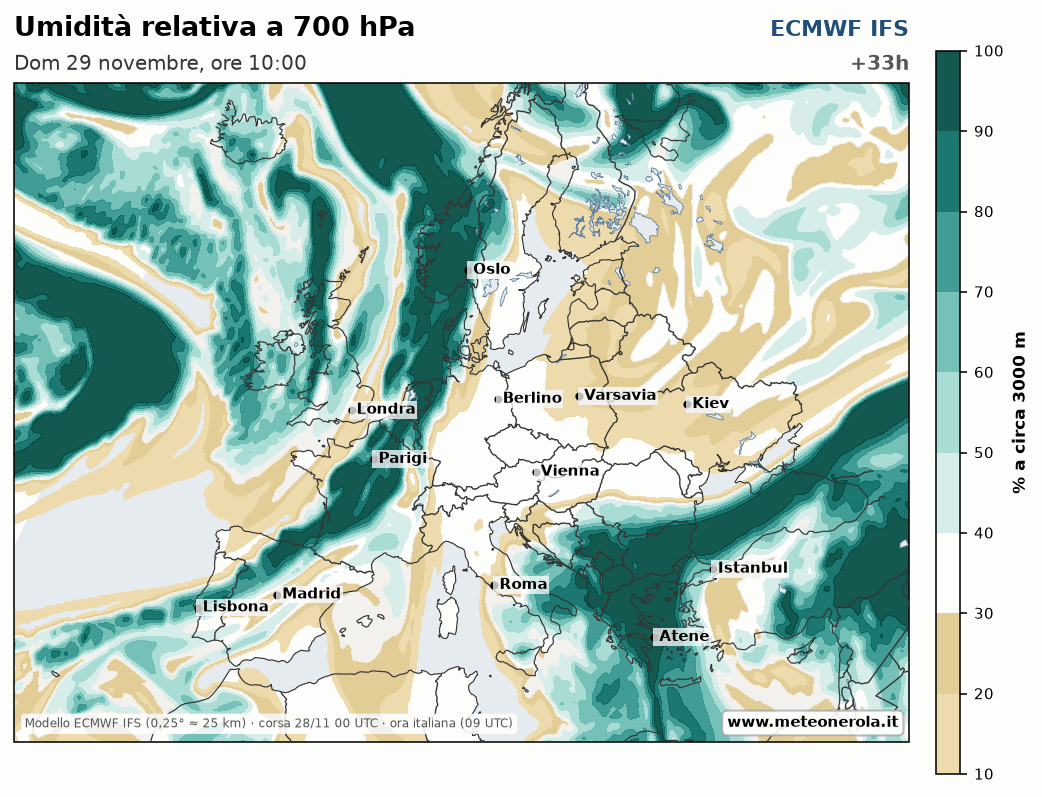 Umidità relativa a 700 hPa
ECMWF IFS
Dom 29 novembre, ore 10:00
+33h
100
90
80
70
60
50
40
30
20
10
% a circa 3000 m
Oslo
Berlino
Varsavia
Kiev
Londra
Parigi
Vienna
Istanbul
Roma
Madrid
Lisbona
Atene
Modello ECMWF IFS (0,25° ≈ 25 km) · corsa 28/11 00 UTC · ora italiana (09 UTC)
www.meteonerola.it